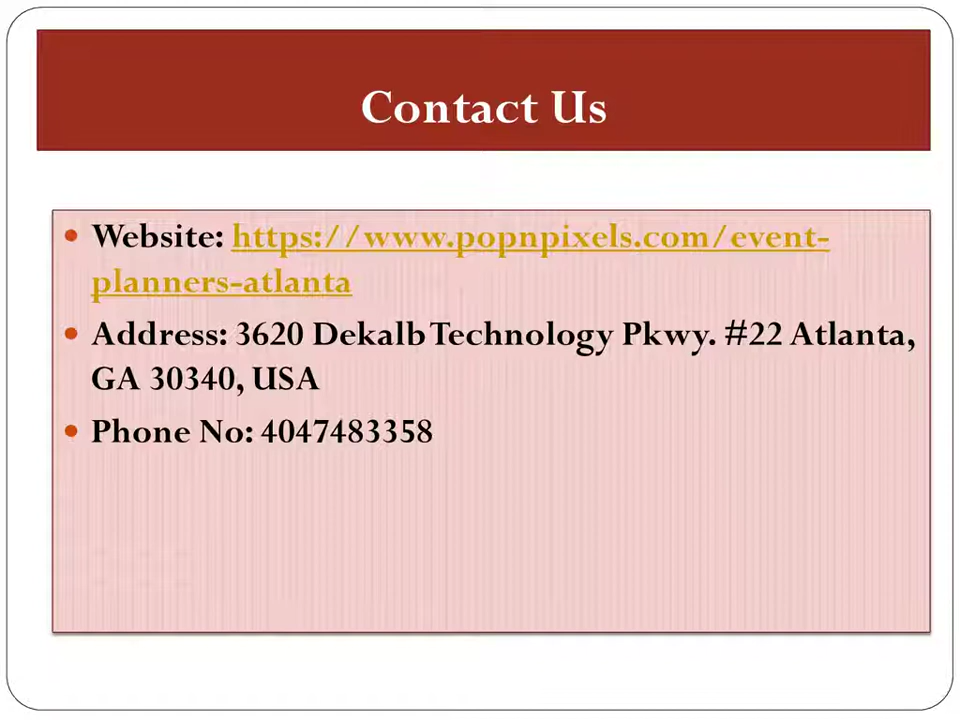 Contact Us
Website: https://www.popnpixels.com/event-
planners-atlanta
Address: 3620 Dekalb Technology Pkwy. #22 Atlanta,
GA 30340, USA
Phone No: 4047483358